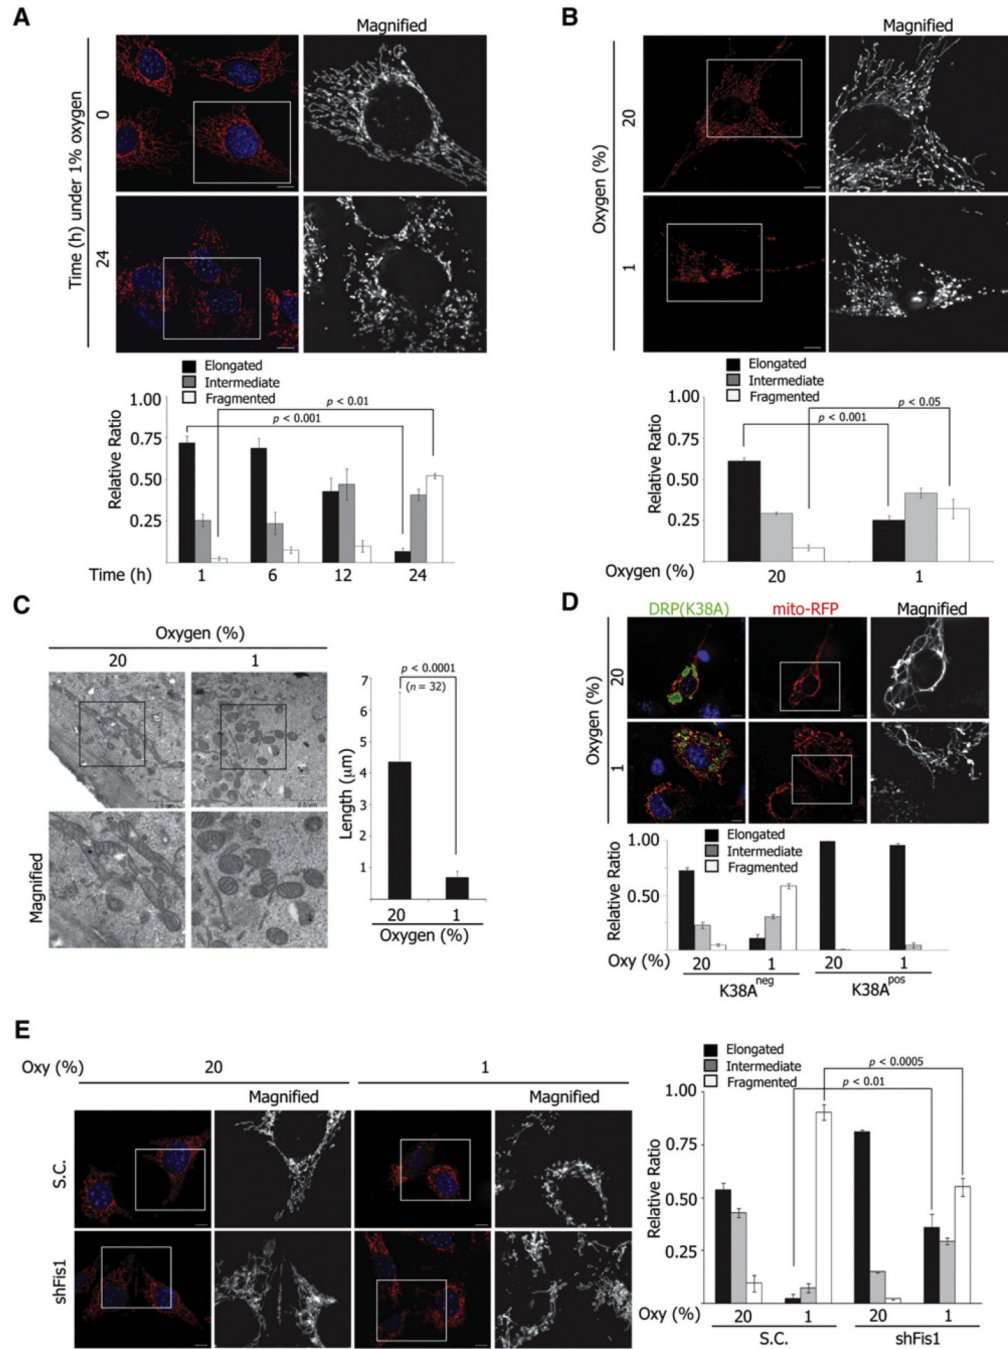 A
Magnified
Time (h) under 1% oxygen
0
24
Elongated
Intermediate
Fragmented
p < 0.01
p < 0.001
Relative Ratio
1.00
0.75
0.50
0.25
Time (h)
1 6 12 24
B
Magnified
Oxygen (%)
20
1
Elongated
Intermediate
Fragmented
p < 0.05
p < 0.001
Relative Ratio
1.00
0.75
0.50
0.25
Oxygen (%)
20 1
C
Oxygen (%)
20 1
Magnified
p < 0.0001
(n = 32)
Length (μm)
7
6
5
4
3
2
1
20 1
Oxygen (%)
D
DRP(K38A) mito-RFP Magnified
Oxygen (%)
20
1
Elongated
Intermediate
Fragmented
Relative Ratio
1.00
0.50
Oxy (%)
20 1 20 1
K38Aneg K38Apos
E
Oxy (%) 20 1
Magnified Magnified
S.C.
shFis1
Elongated
Intermediate
Fragmented
p < 0.0005
p < 0.01
Relative Ratio
1.00
0.75
0.50
0.25
Oxy (%)
20 1 20 1
S.C. shFis1